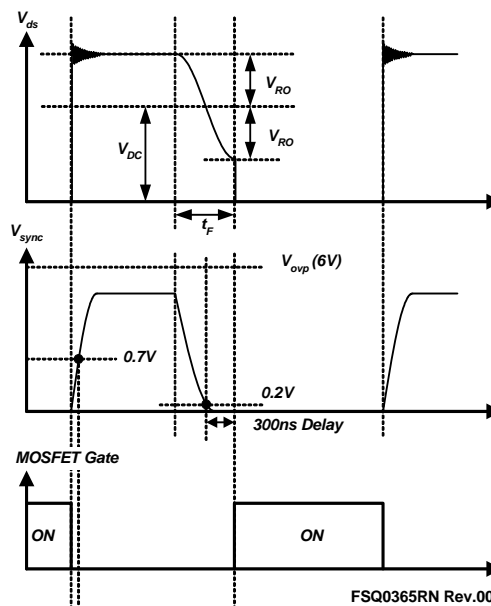 Vds
VRO
VRO
VDC
tF
Vsync
Vovp (6V)
0.7V
0.2V
300ns Delay
MOSFET Gate
ON
ON
FSQ0365RN Rev.00